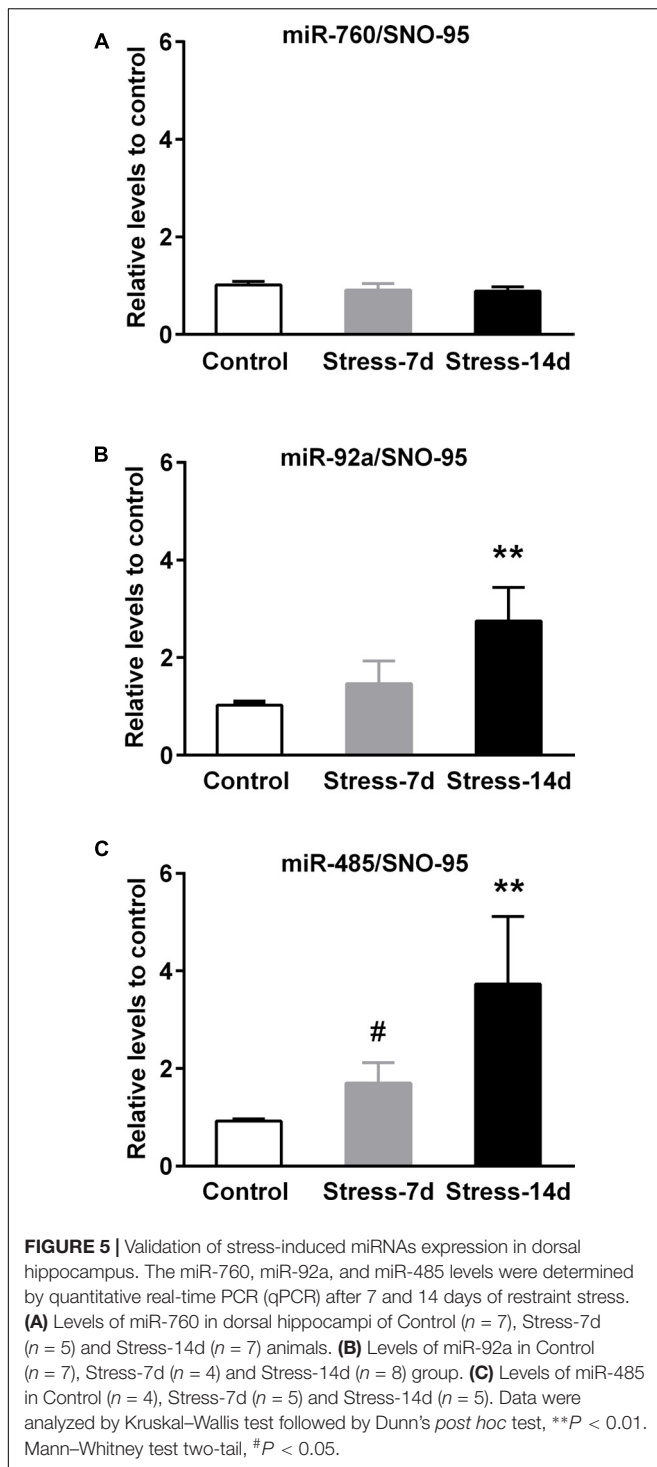 A
miR-760/SNO-95
Relative levels to control
6
4
2
0
Control Stress-7d Stress-14d
B
miR-92a/SNO-95
Relative levels to control
6
4
2
0
**
Control Stress-7d Stress-14d
C
miR-485/SNO-95
Relative levels to control
6
4
2
0
#
**
Control Stress-7d Stress-14d
FIGURE 5 | Validation of stress-induced miRNAs expression in dorsal
hippocampus. The miR-760, miR-92a, and miR-485 levels were determined
by quantitative real-time PCR (qPCR) after 7 and 14 days of restraint stress.
(A) Levels of miR-760 in dorsal hippocampi of Control (n = 7), Stress-7d
(n = 5) and Stress-14d (n = 7) animals. (B) Levels of miR-92a in Control
(n = 7), Stress-7d (n = 4) and Stress-14d (n = 8) group. (C) Levels of miR-485
in Control (n = 4), Stress-7d (n = 5) and Stress-14d (n = 5). Data were
analyzed by Kruskal–Wallis test followed by Dunn's post hoc test, **P < 0.01.
Mann–Whitney test two-tail, #P < 0.05.